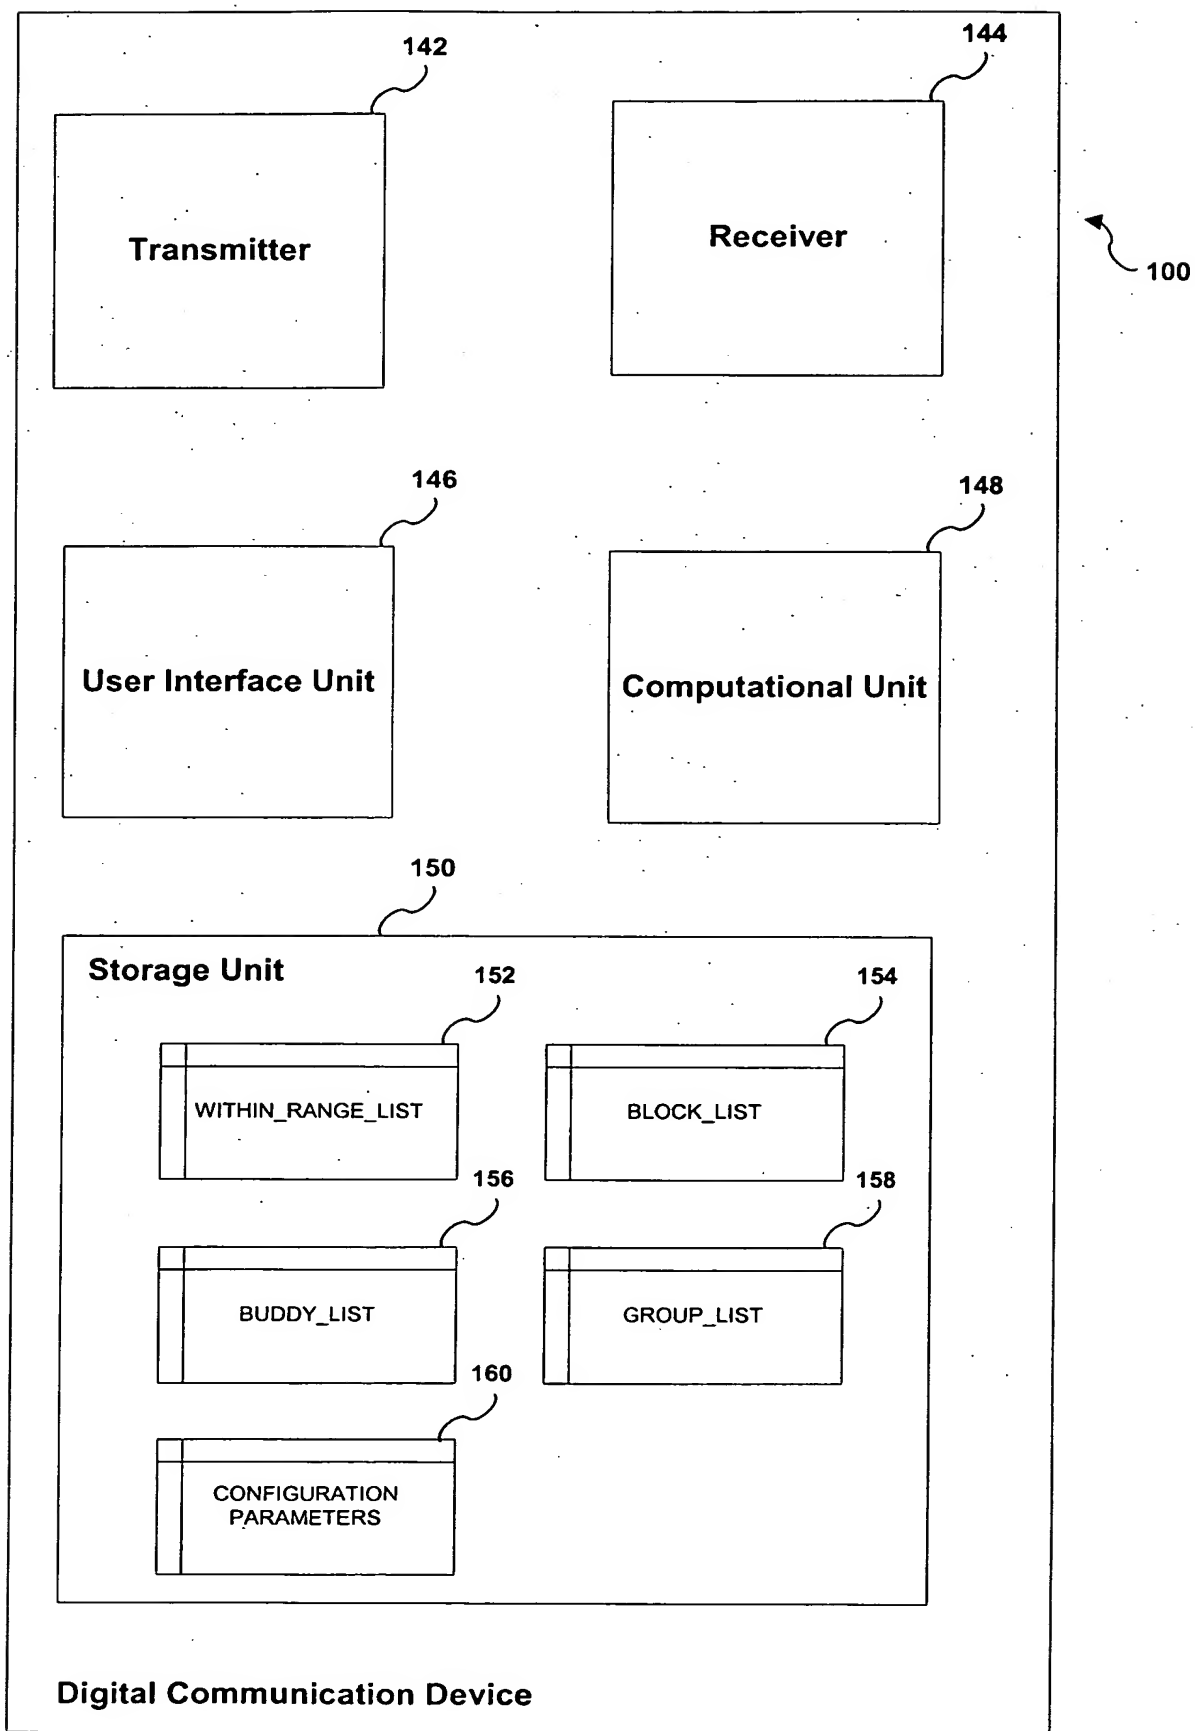 142
144
Transmitter
Receiver
100
146
148
User Interface Unit
Computational Unit
150
Storage Unit
152
154
WITHIN_RANGE_LIST
BLOCK_LIST
156
158
BUDDY_LIST
GROUP_LIST
160
CONFIGURATION
PARAMETERS
Digital Communication Device